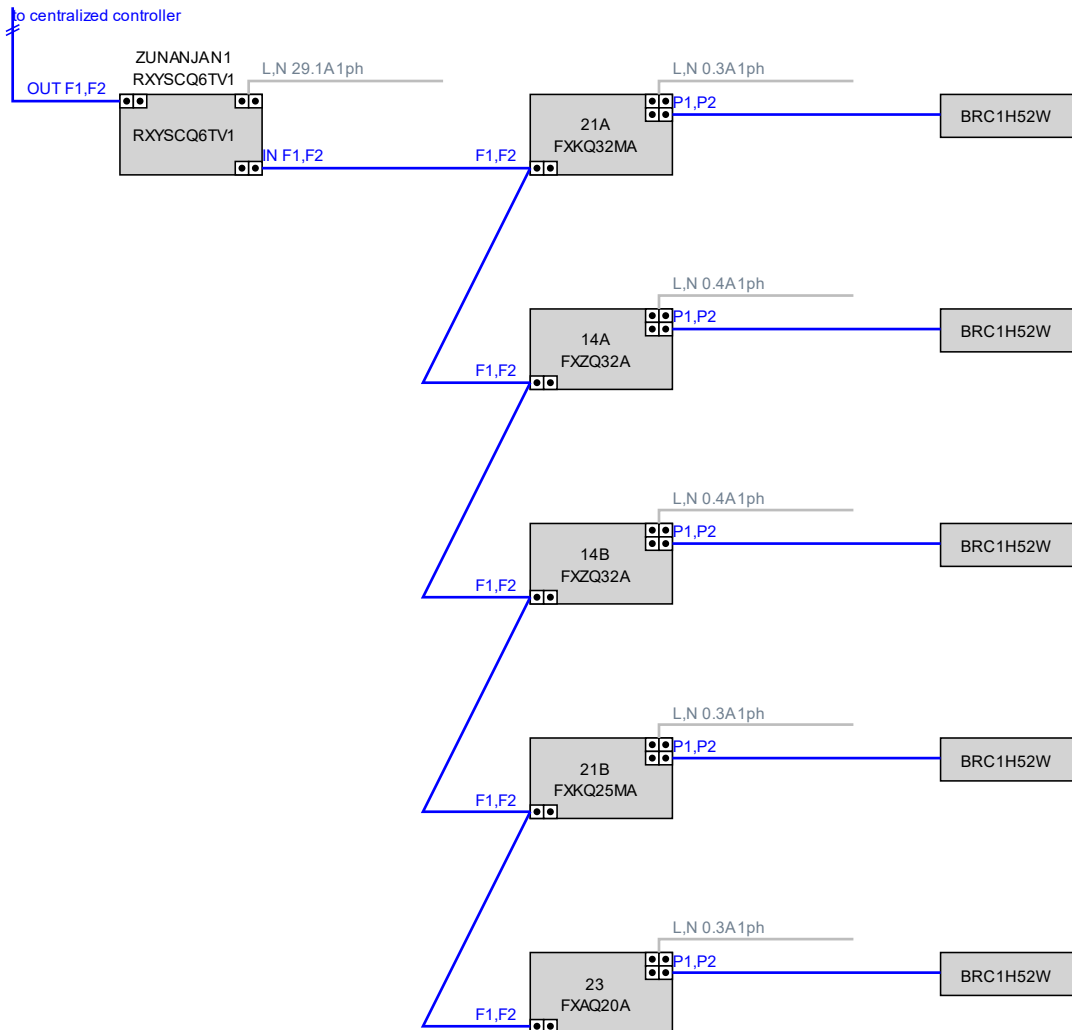 to centralized controller
ZUNANJAN1
RXYSCQ6TV1
L,N 29.1A1ph
OUT F1,F2
RXYSCQ6TV1
IN F1,F2
L,N 0.3A1ph
P1,P2
21A
FXKQ32MA
F1,F2
BRC1H52W
L,N 0.4A1ph
P1,P2
14A
FXZQ32A
F1,F2
BRC1H52W
L,N 0.4A1ph
P1,P2
14B
FXZQ32A
F1,F2
BRC1H52W
L,N 0.3A1ph
P1,P2
21B
FXKQ25MA
F1,F2
BRC1H52W
L,N 0.3A1ph
P1,P2
23
FXAQ20A
F1,F2
BRC1H52W